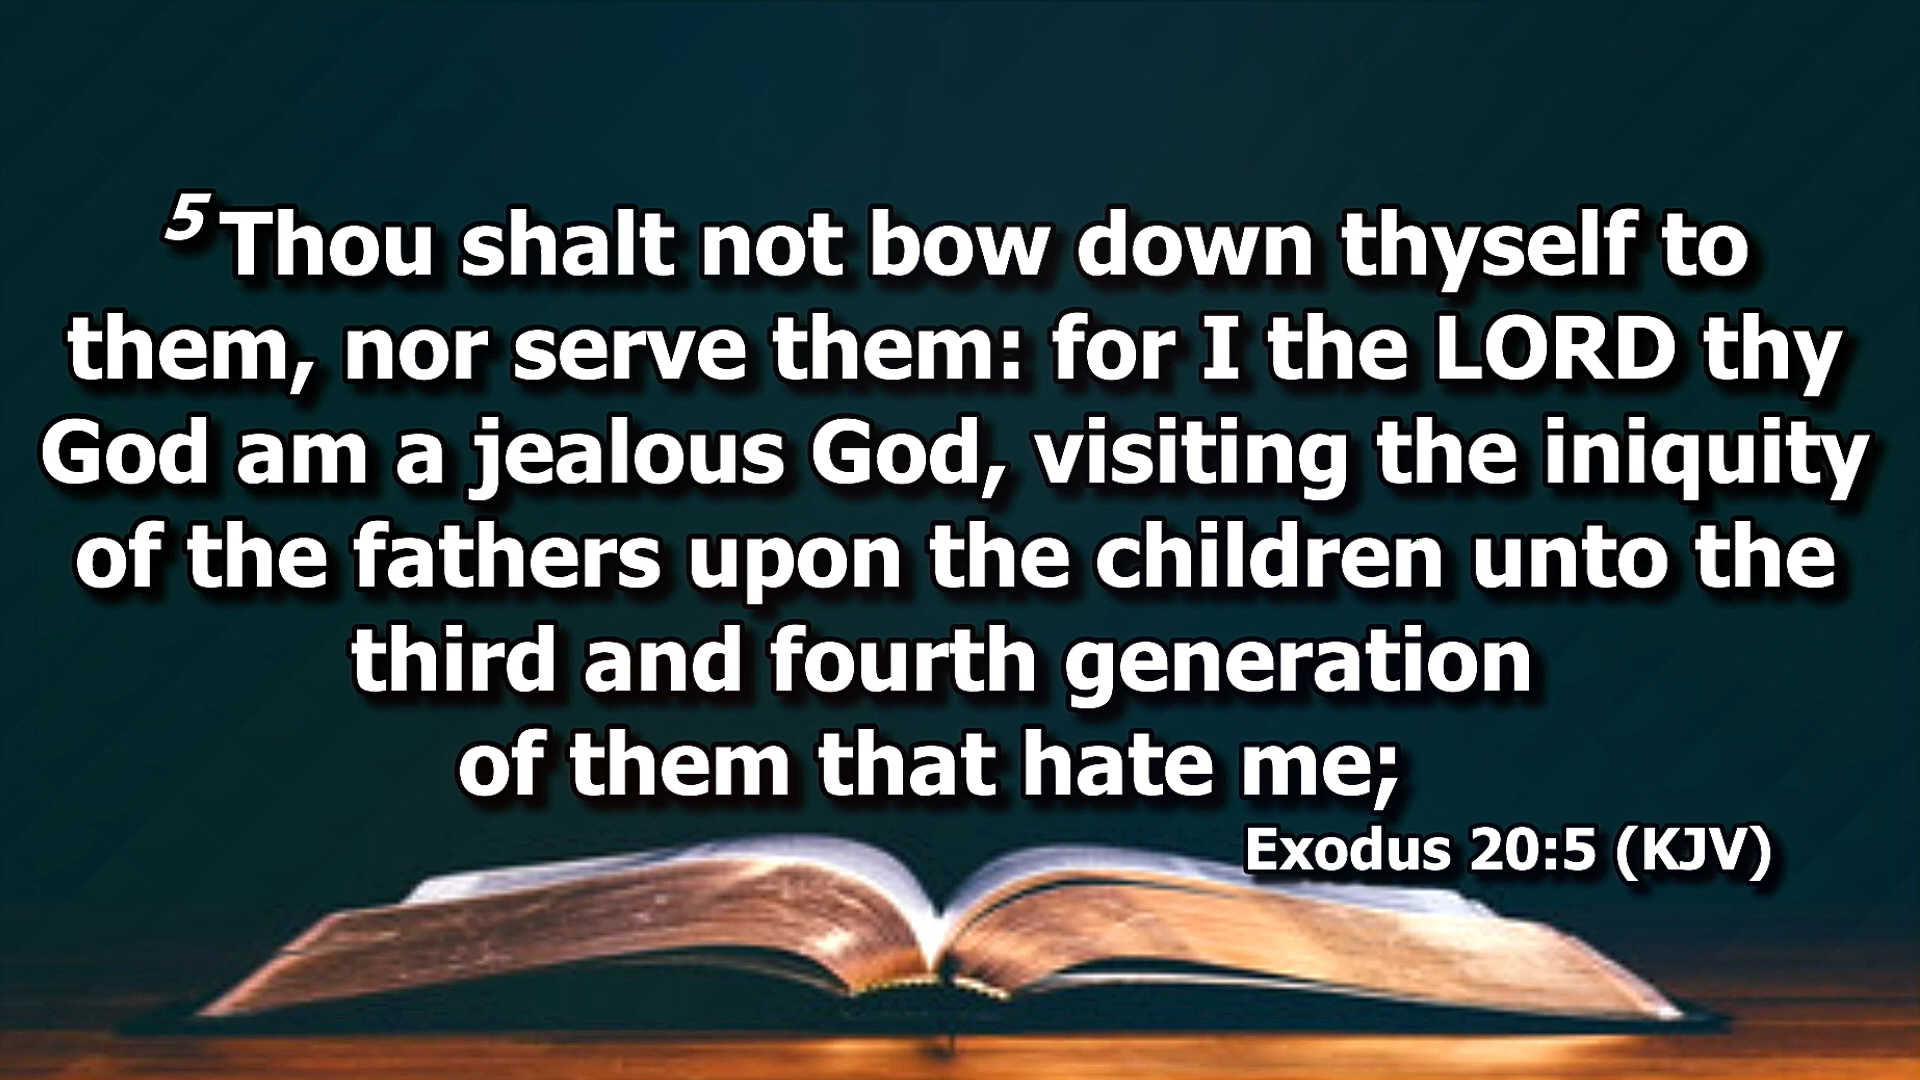 5 Thou shalt not bow down thyself to
them, nor serve them: for I the LORD thy
God am a jealous God, visiting the iniquity
of the fathers upon the children unto the
third and fourth generation
of them that hate me;
Exodus 20:5 (KJV)